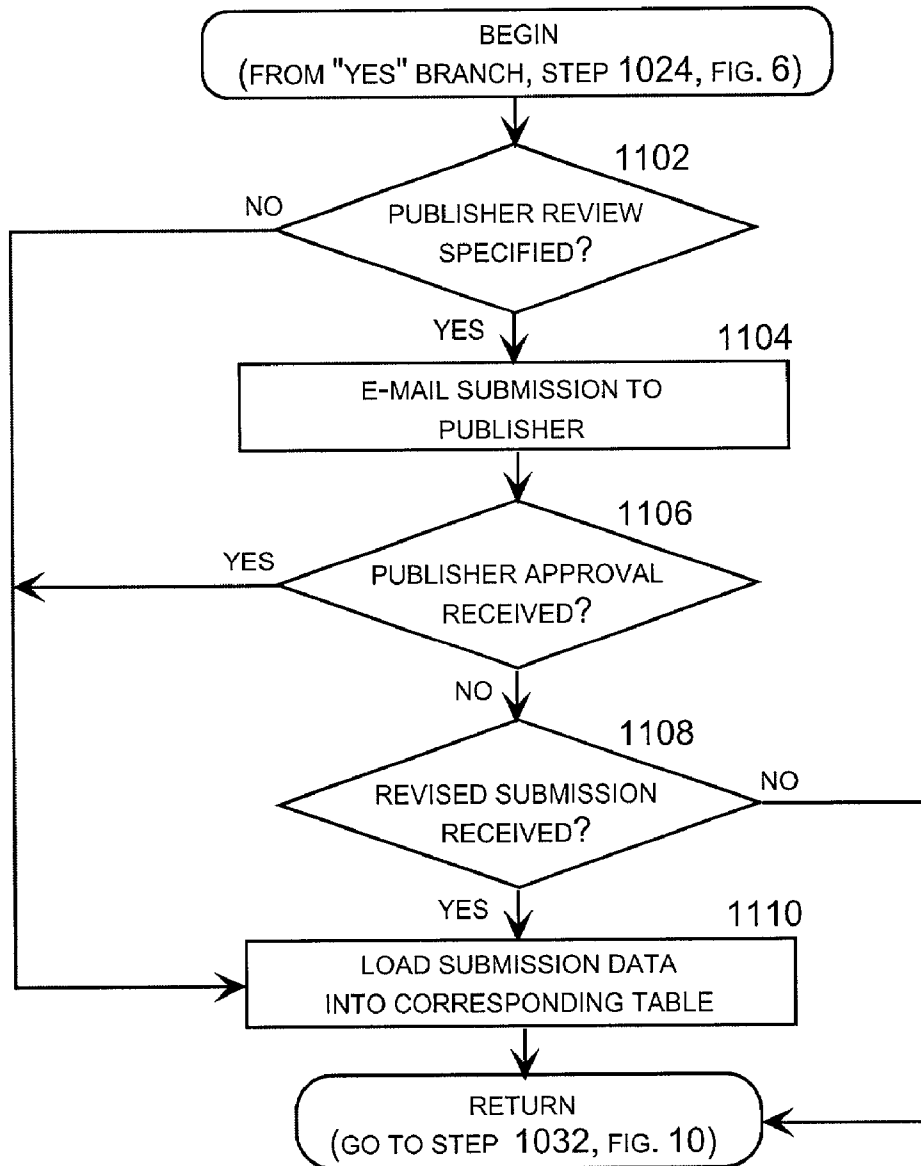 BEGIN
(FROM "YES" BRANCH, STEP 1024, FIG. 6)
1102
NO
PUBLISHER REVIEW
SPECIFIED?
YES
1104
E-MAIL SUBMISSION TO
PUBLISHER
1106
YES
PUBLISHER APPROVAL
RECEIVED?
NO
1108
NO
REVISED SUBMISSION
RECEIVED?
YES
1110
LOAD SUBMISSION DATA
INTO CORRESPONDING TABLE
RETURN
(GO TO STEP 1032, FIG. 10)